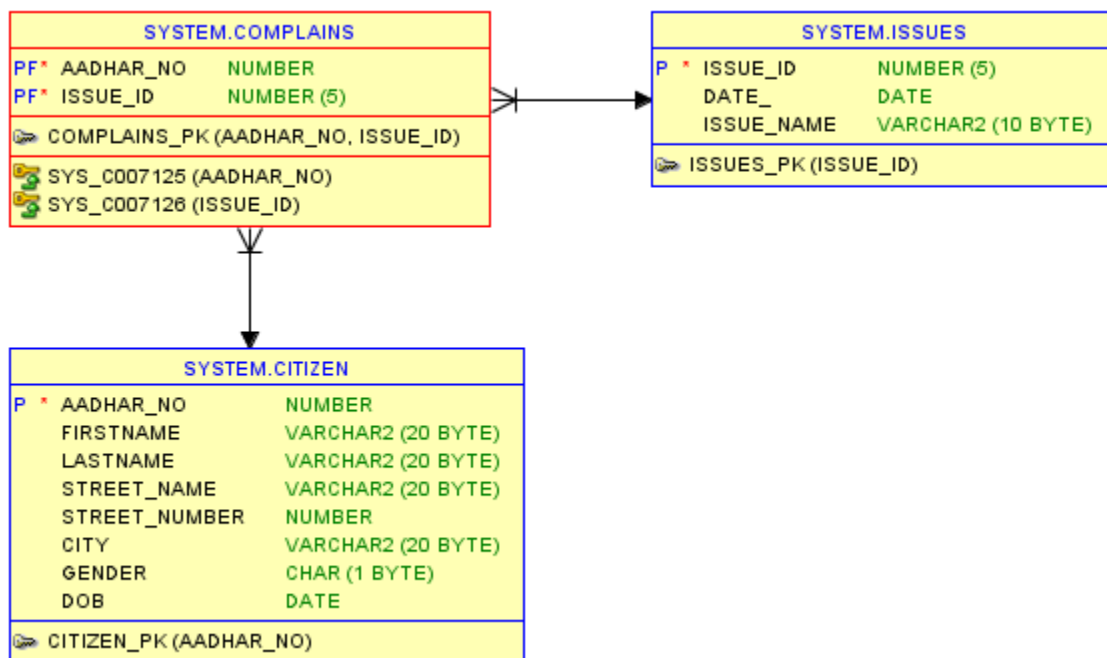 SYSTEM.COMPLAINS
PF* AADHAR_NO NUMBER
PF* ISSUE_ID NUMBER (5)
COMPLAINS_PK (AADHAR_NO, ISSUE_ID)
SYS_C007125 (AADHAR_NO)
SYS_C007126 (ISSUE_ID)
SYSTEM.ISSUES
P * ISSUE_ID NUMBER (5)
DATE_ DATE
ISSUE_NAME VARCHAR2 (10 BYTE)
ISSUES_PK (ISSUE_ID)
SYSTEM.CITIZEN
P * AADHAR_NO NUMBER
FIRSTNAME VARCHAR2 (20 BYTE)
LASTNAME VARCHAR2 (20 BYTE)
STREET_NAME VARCHAR2 (20 BYTE)
STREET_NUMBER NUMBER
CITY VARCHAR2 (20 BYTE)
GENDER CHAR (1 BYTE)
DOB DATE
CITIZEN_PK (AADHAR_NO)